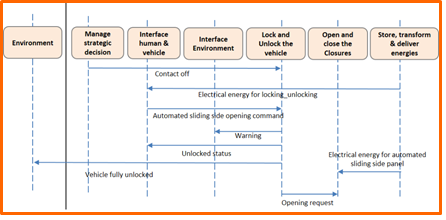 Environment
Manage
strategic
decision
Interface
human &
vehicle
Interface
Environment
Lock and
Unlock the
vehicle
Open and
close the
Closures
Store, transform
& deliver
energies
Contact off
Electrical energy for locking_unlocking
Automated sliding side opening command
Warning
Unlocked status
Electrical energy for automated
sliding side panel
Vehicle fully unlocked
Opening request